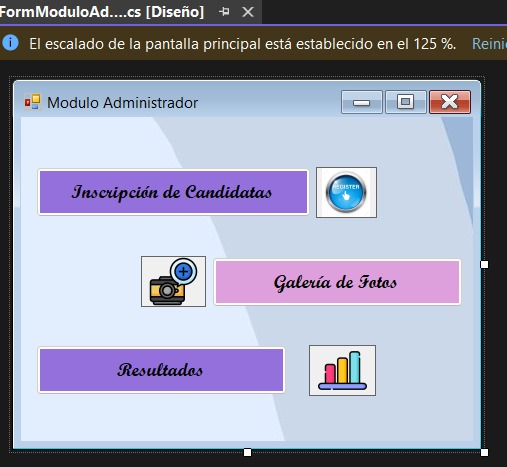 FormModuloAd....cs [Diseño]
El escalado de la pantalla principal está establecido en el 125 %. Reini
Modulo Administrador
Inscripción de Candidatas
REGISTER
Galería de Fotos
Resultados